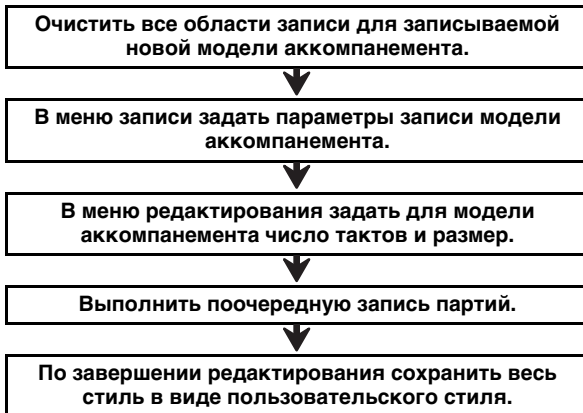 Очистить все области записи для записываемой
новой модели аккомпанемента.
В меню записи задать параметры записи модели
аккомпанемента.
В меню редактирования задать для модели
аккомпанемента число тактов и размер.
Выполнить поочередную запись партий.
По завершении редактирования сохранить весь
стиль в виде пользовательского стиля.